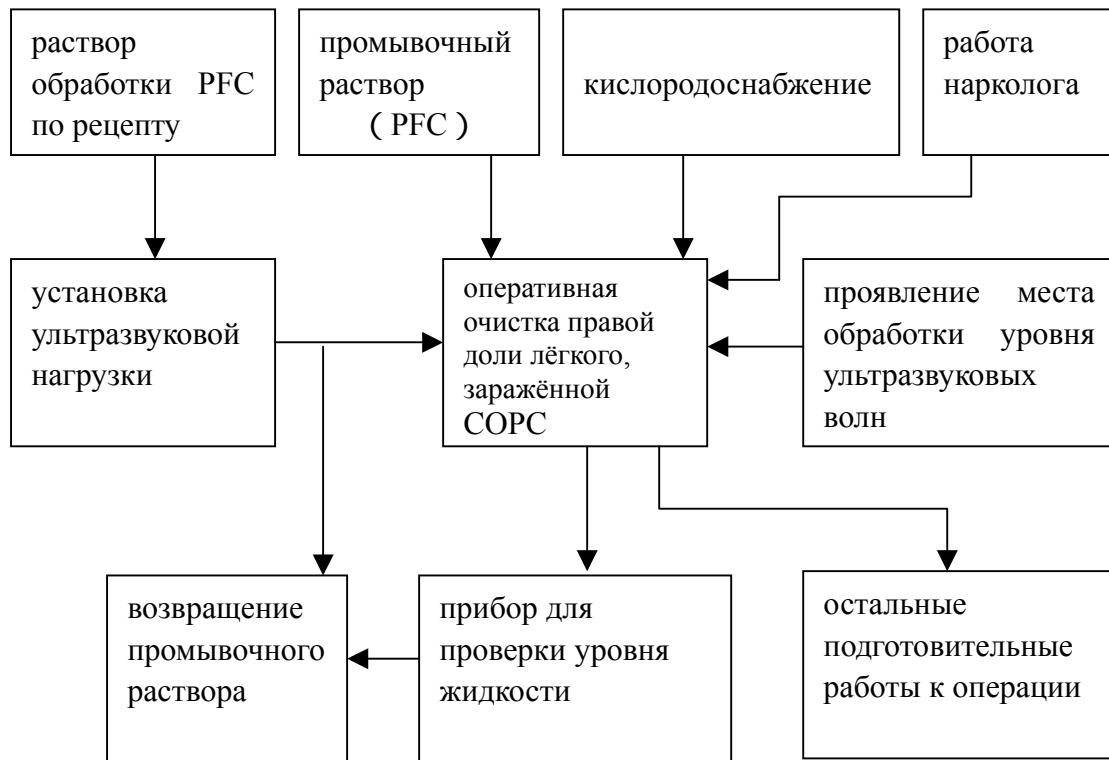 раствор
обработки PFC
по рецепту
промывочный
раствор
( PFC )
кислородоснабжение
работа
нарколога
установка
ультразвуковой
нагрузки
оперативная
очистка правой
доли лёгкого,
заражённой
СОРС
проявление места
обработки уровня
ультразвуковых
волн
возвращение
промывочного
раствора
прибор для
проверки уровня
жидкости
остальные
подготовительные
работы к операции